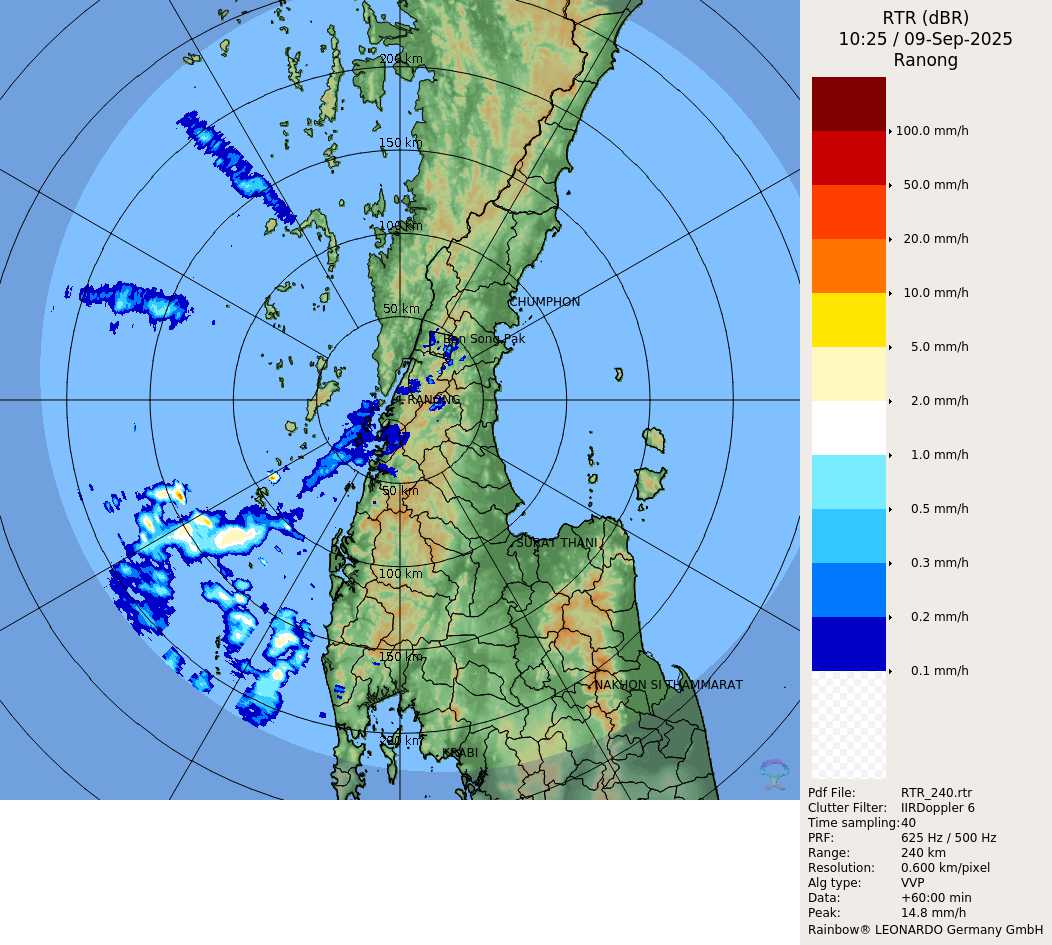 RTR (dBR)
10:25 / 09-Sep-2025
Ranong
100.0 mm/h
50.0 mm/h
20.0 mm/h
10.0 mm/h
5.0 mm/h
2.0 mm/h
1.0 mm/h
0.5 mm/h
0.3 mm/h
0.2 mm/h
0.1 mm/h
Pdf File: RTR_240.rtr
Clutter Filter: IIRDoppler 6
Time sampling: 40
PRF: 625 Hz / 500 Hz
Range: 240 km
Resolution: 0.600 km/pixel
Alg type: VVP
Data: +60:00 min
Peak: 14.8 mm/h
Rainbow® LEONARDO Germany GmbH
200 km
150 km
100 km
50 km
CHUMPHON
Ban Song Pak
RANONG
50 km
SURAT THANI
100 km
150 km
NAKHON SI THAMMARAT
200 km
KRABI